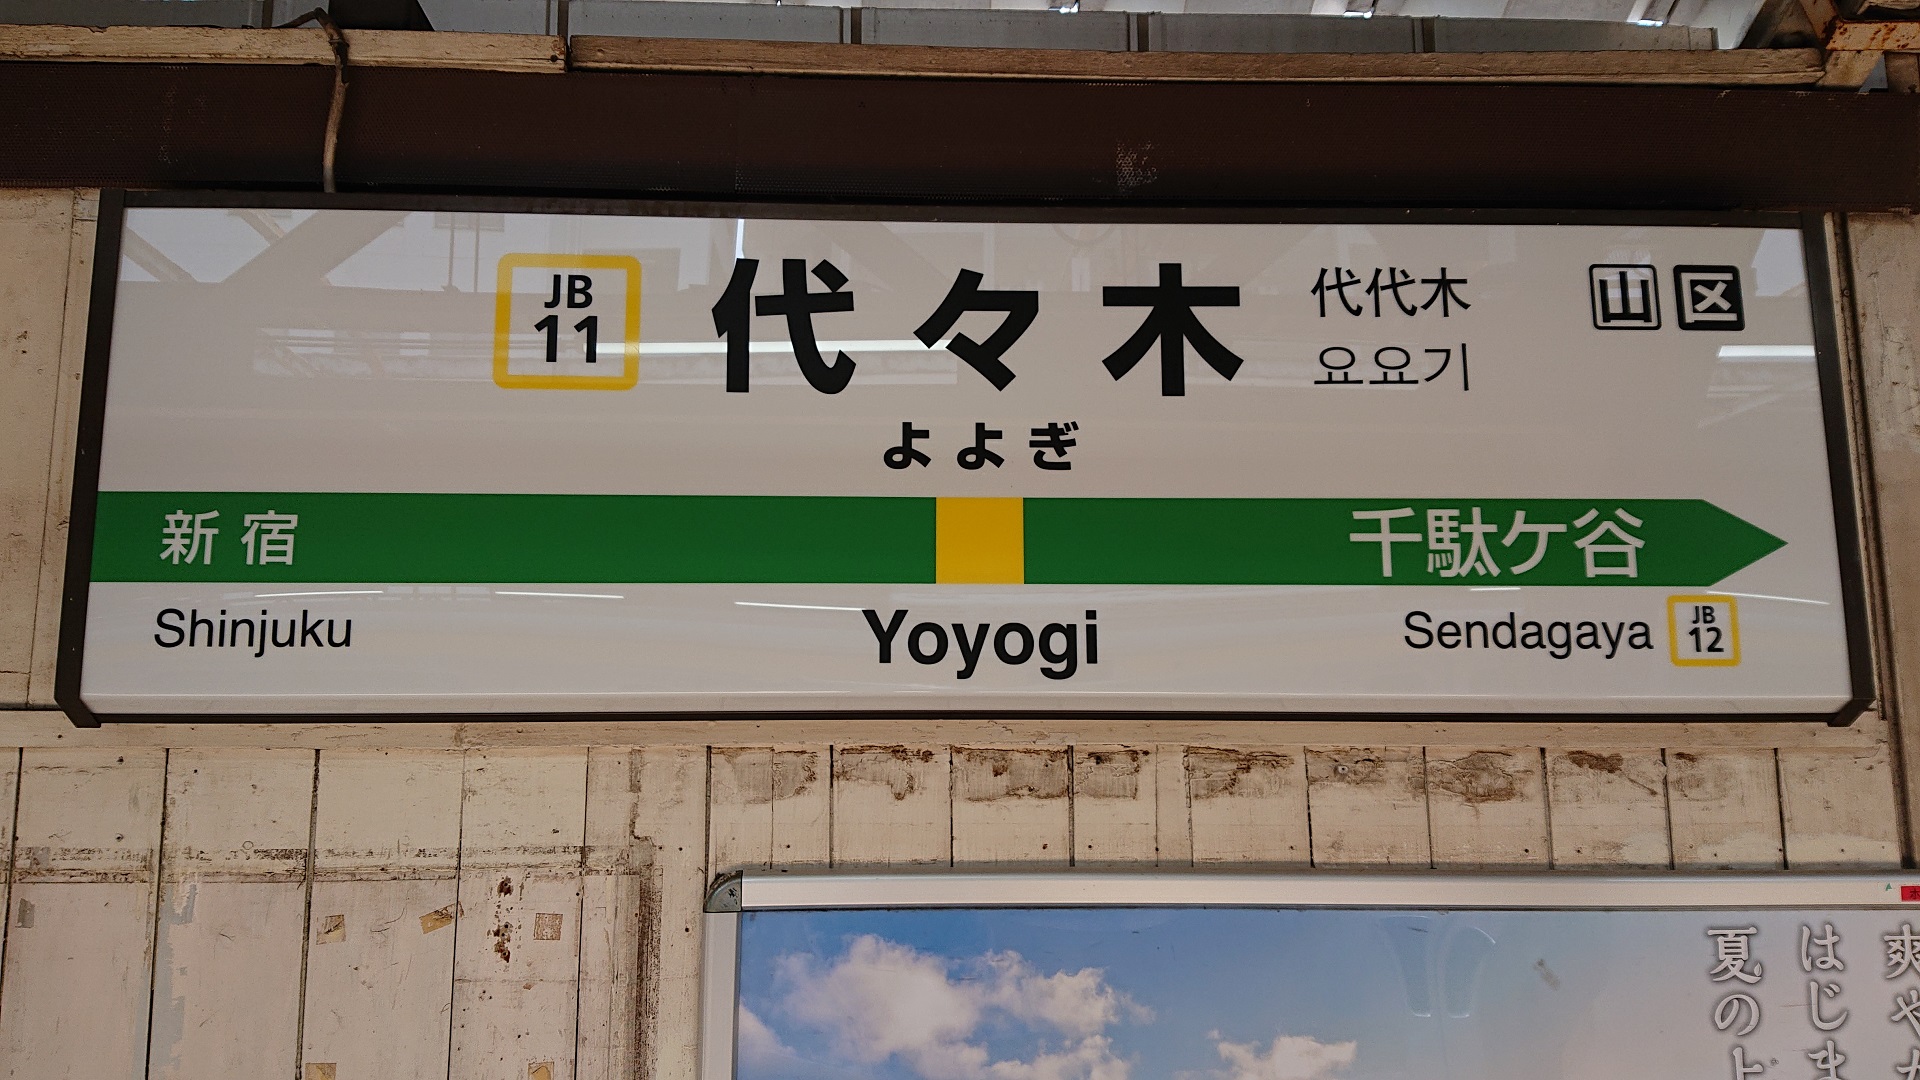 JB
11
代々木
代代木
요요기
山区
よよぎ
新宿
千駄ケ谷
Shinjuku
Yoyogi
Sendagaya
JB
12
爽や
はじま
夏の